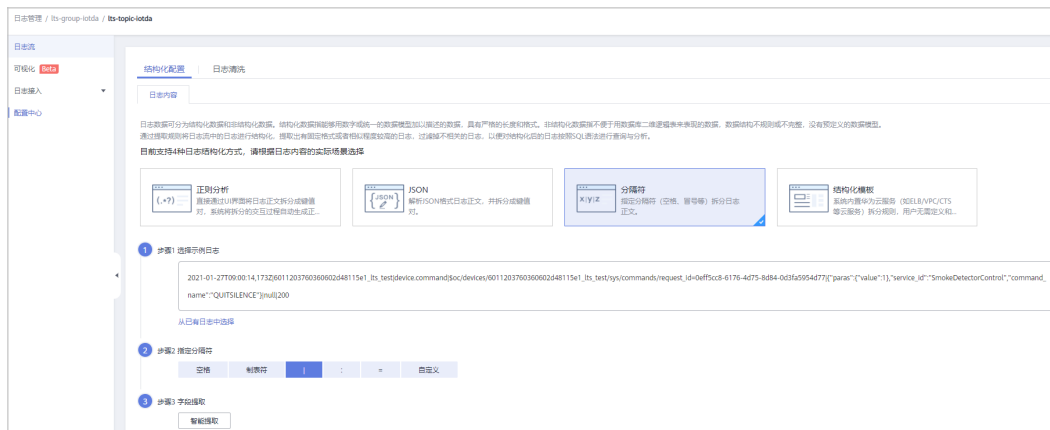 日志管理 / lts-group-iotda / lts-topic-iotda
日志流
可视化 Beta
日志接入
配置中心
结构化配置 日志清洗
日志内容
日志数据可分为结构化数据和非结构化数据。结构化数据指能够用数字或统一的数据模型加以描述的数据，具有严格的长度和格式。非结构化数据指不便于用数据库二维逻辑表来表现的数据，数据结构不规则或不完整，没有预定义的数据模型。
通过提取规则将日志流中的日志进行结构化，提取出有固定格式或者相似程度较高的日志，过滤掉不相关的日志，以便对结构化后的日志按照SQL语法进行查询与分析。
目前支持4种日志结构化方式，请根据日志内容的实际场景选择
(.*?)
正则分析
直接通过UI界面将日志正文拆分成键值
对，系统将拆分的交互过程自动生成正...
{JSON}
JSON
解析JSON格式日志正文，并拆分成键值
对。
x|y|z
分隔符
指定分隔符（空格、冒号等）拆分日志
正文。
结构化模板
系统内置华为云服务（如ELB/VPC/CTS
等云服务）拆分规则，用户无需定义和...
1 步骤1 选择示例日志
2021-01-27T09:00:14,173Z|6011203760360602d48115e1_lts_test|device.command|$oc/devices/6011203760360602d48115e1_lts_test/sys/commands/request_id=0eff5cc8-6176-4d75-8d84-0d3fa5954d77|{"paras":{"value":1},"service_id":"SmokeDetectorControl","command_
name":"QUITSILENCE"}|null|200
从已有日志中选择
2 步骤2 指定分隔符
空格 制表符 | : = 自定义
3 步骤3 字段提取
智能提取